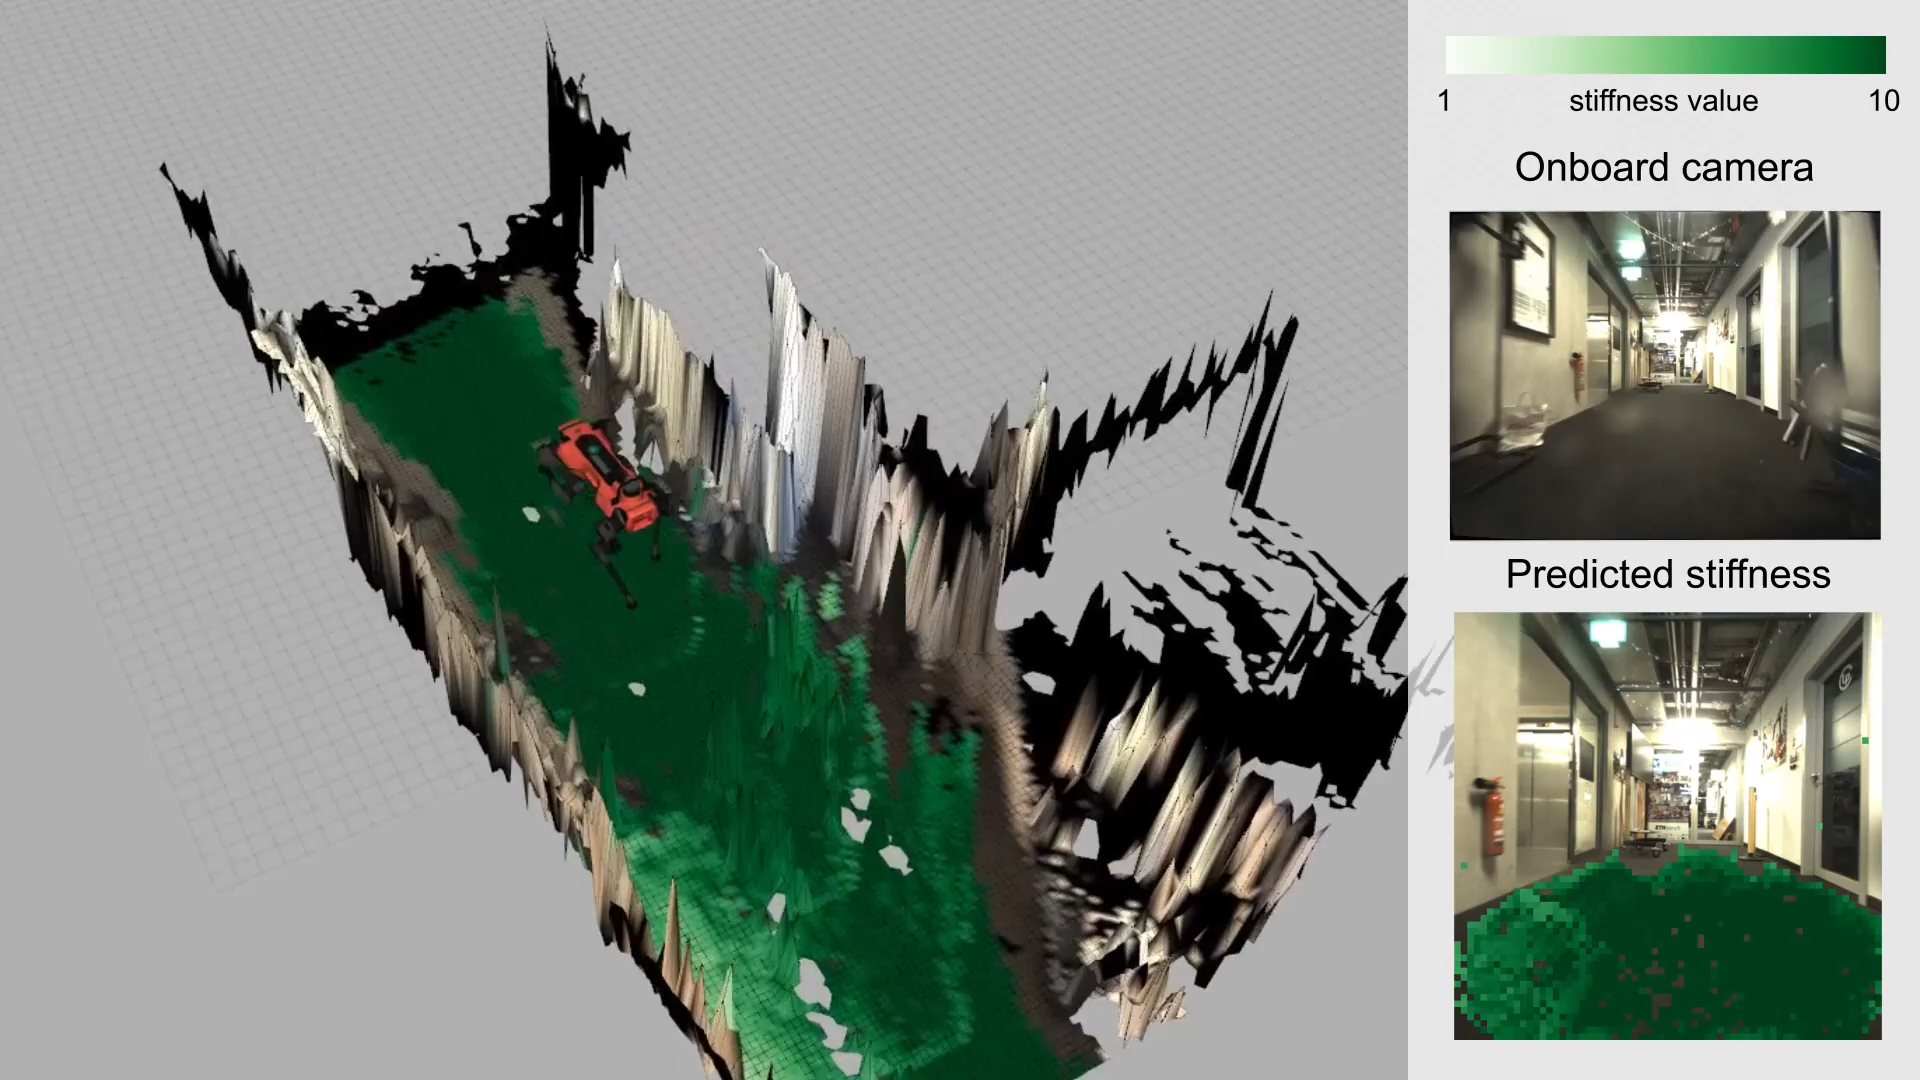 1 stiffness value 10
Onboard camera
Predicted stiffness